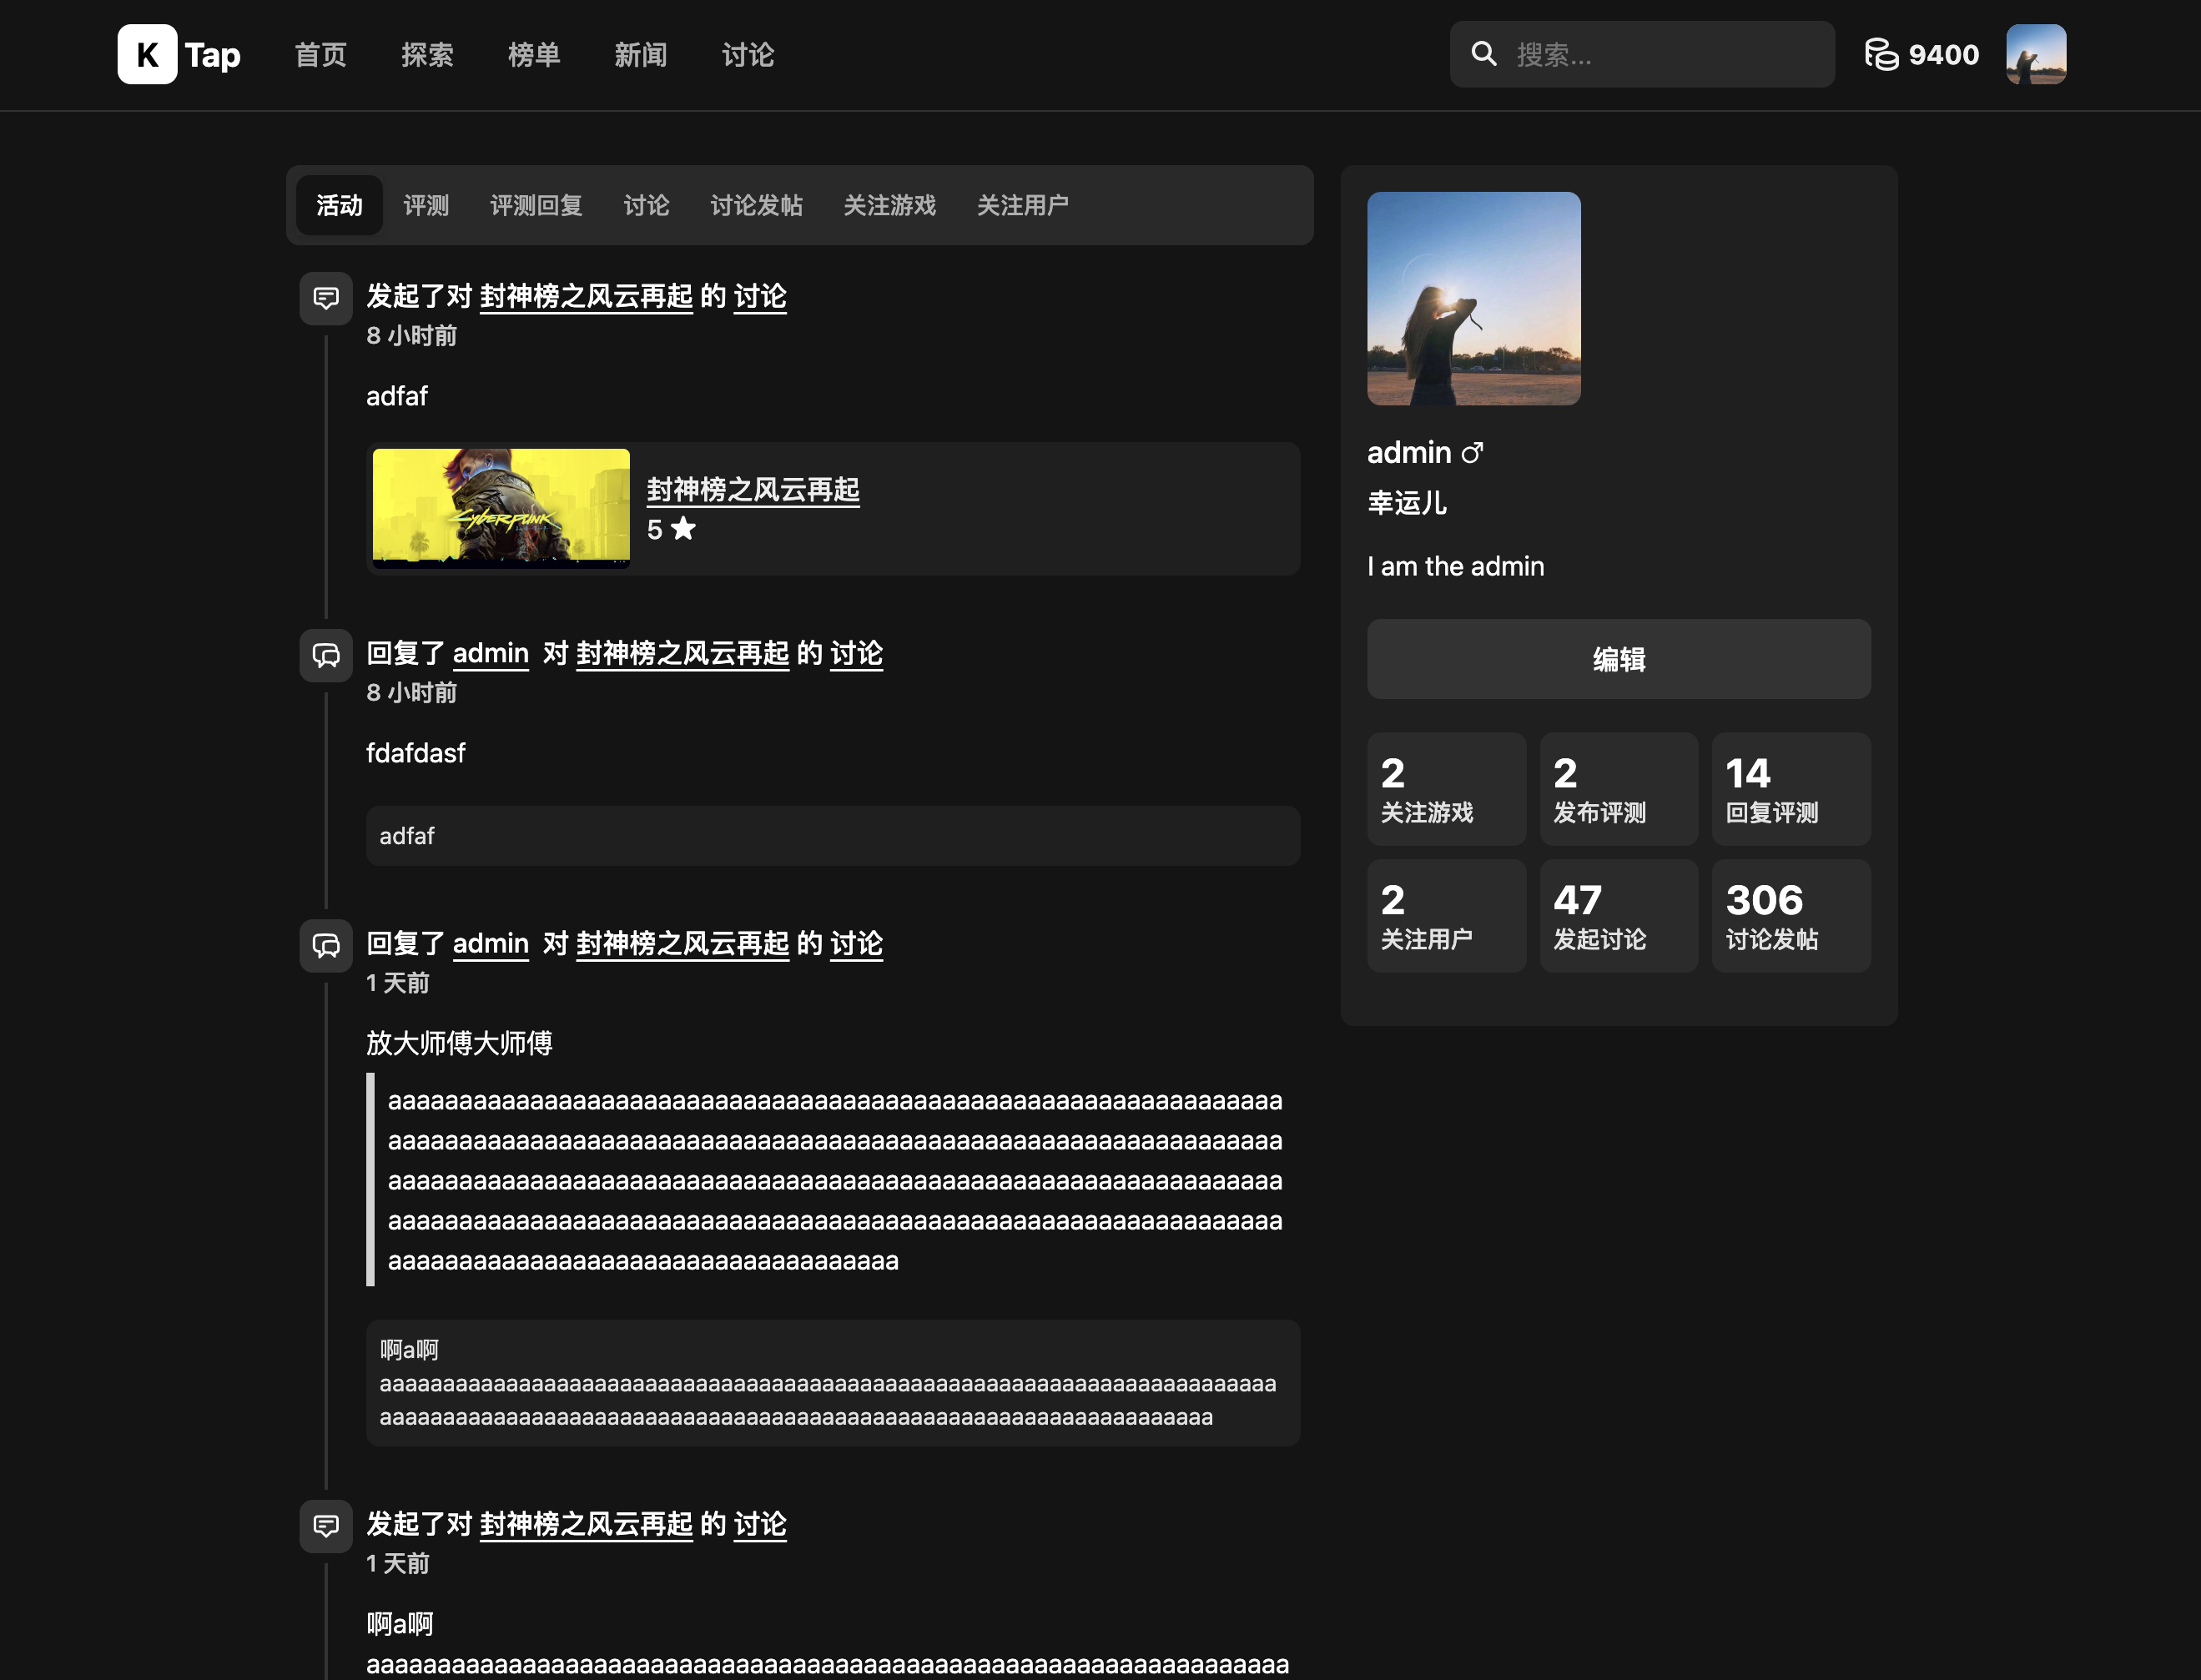 K Tap 首页 探索 榜单 新闻 讨论 搜索... 9400
活动 评测 评测回复 讨论 讨论发帖 关注游戏 关注用户
发起了对 封神榜之风云再起 的 讨论
8 小时前
adfaf
CYBERPUNK
封神榜之风云再起
5
回复了 admin 对 封神榜之风云再起 的 讨论
8 小时前
fdafdasf
adfaf
回复了 admin 对 封神榜之风云再起 的 讨论
1 天前
放大师傅大师傅
aaaaaaaaaaaaaaaaaaaaaaaaaaaaaaaaaaaaaaaaaaaaaaaaaaaaaaaaaaaaaaa
aaaaaaaaaaaaaaaaaaaaaaaaaaaaaaaaaaaaaaaaaaaaaaaaaaaaaaaaaaaaaaa
aaaaaaaaaaaaaaaaaaaaaaaaaaaaaaaaaaaaaaaaaaaaaaaaaaaaaaaaaaaaaaa
aaaaaaaaaaaaaaaaaaaaaaaaaaaaaaaaaaaaaaaaaaaaaaaaaaaaaaaaaaaaaaa
aaaaaaaaaaaaaaaaaaaaaaaaaaaaaaaaaaaa
啊a啊
aaaaaaaaaaaaaaaaaaaaaaaaaaaaaaaaaaaaaaaaaaaaaaaaaaaaaaaaaaaaaaaaaaaaaaa
aaaaaaaaaaaaaaaaaaaaaaaaaaaaaaaaaaaaaaaaaaaaaaaaaaaaaaaaaaaaaaaaaa
发起了对 封神榜之风云再起 的 讨论
1 天前
啊a啊
aaaaaaaaaaaaaaaaaaaaaaaaaaaaaaaaaaaaaaaaaaaaaaaaaaaaaaaaaaaaaaaaa
admin
幸运儿
I am the admin
编辑
2 2 14
关注游戏 发布评测 回复评测
2 47 306
关注用户 发起讨论 讨论发帖